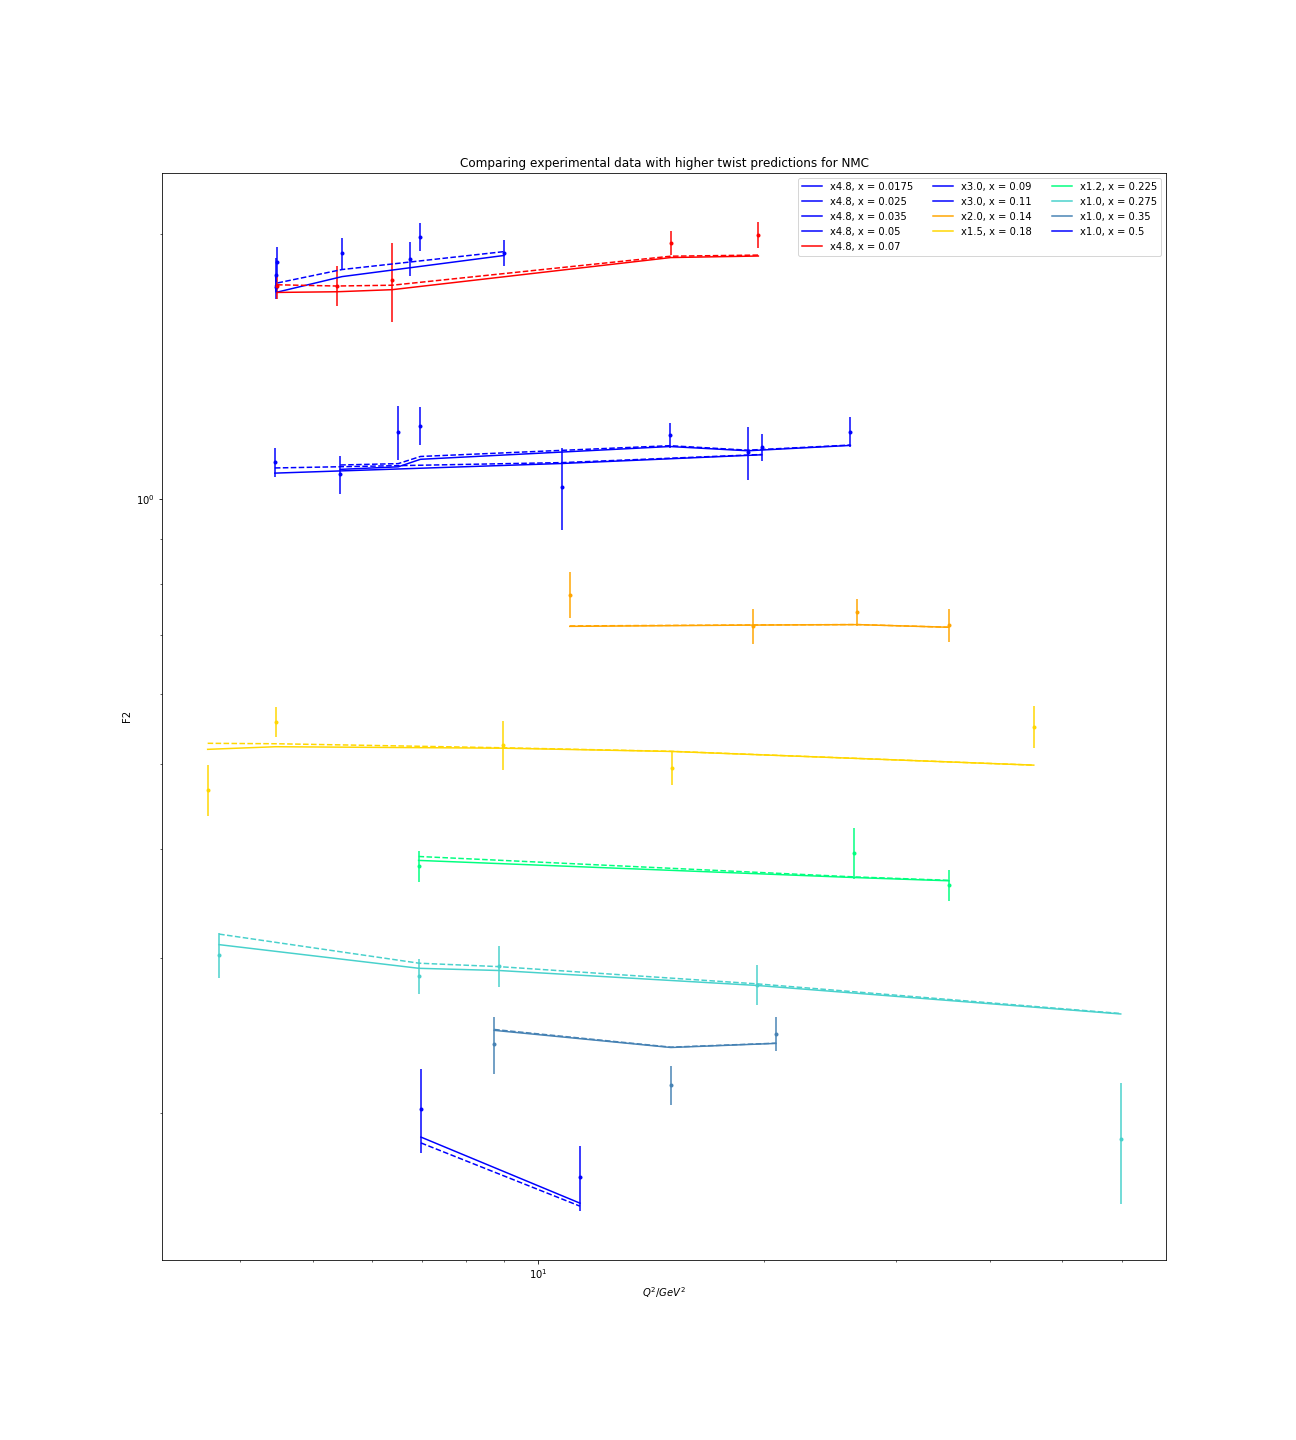 Comparing experimental data with higher twist predictions for NMC
x4.8, x = 0.0175
x4.8, x = 0.025
x4.8, x = 0.035
x4.8, x = 0.05
x4.8, x = 0.07
x3.0, x = 0.09
x3.0, x = 0.11
x2.0, x = 0.14
x1.5, x = 0.18
x1.2, x = 0.225
x1.0, x = 0.275
x1.0, x = 0.35
x1.0, x = 0.5
10⁰
F2
10¹
Q²/GeV²